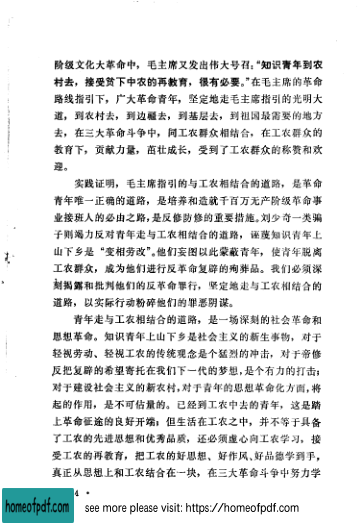 阶级文化大革命中，毛主席又发出伟大号召：“知识青年到农
村去，接受贫下中农的再教育，很有必要。”在毛主席的革命
路线指引下，广大革命青年，坚定地走毛主席指引的光明大
道，到农村去，到边疆去，到基层去，到祖国最需要的地方
去，在三大革命斗争中，同工农群众相结合，在工农群众的
教育下，贡献力量，茁壮成长，受到了工农群众的称赞和欢
迎。
实践证明，毛主席指引的与工农相结合的道路，是革命
青年唯一正确的道路，是培养和造就千百万无产阶级革命事
业接班人的必由之路，是反修防修的重要措施。刘少奇一类骗
子则竭力反对青年走与工农相结合的道路，诬蔑知识青年上
山下乡是“变相劳改”。他们妄图以此蒙蔽青年，使青年脱离
工农群众，成为他们进行反革命复辟的殉葬品。我们必须深
刻揭露和批判他们的反革命罪行，坚定地走与工农相结合的
道路，以实际行动粉碎他们的罪恶阴谋。
青年走与工农相结合的道路，是一场深刻的社会革命和
思想革命。知识青年上山下乡是社会主义的新生事物，对于
轻视劳动、轻视工农的传统观念是个猛烈的冲击，对于帝修
反把复辟的希望寄托在我们下一代的梦想，是个有力的打击；
对于建设社会主义的新农村，对于青年的思想革命化方面，将
起的作用，是不可估量的。已经到工农中去的青年，这是踏
上革命征途的良好开端；但生活在工农之中，并不等于具备
了工农的先进思想和优秀品质，还必须虚心向工农学习，接
受工农的再教育，把工农的好思想、好作风、好品德学到手，
真正从思想上和工农结合在一块，在三大革命斗争中努力学
4 •
homeofpdf.com
see more please visit: https://homeofpdf.com